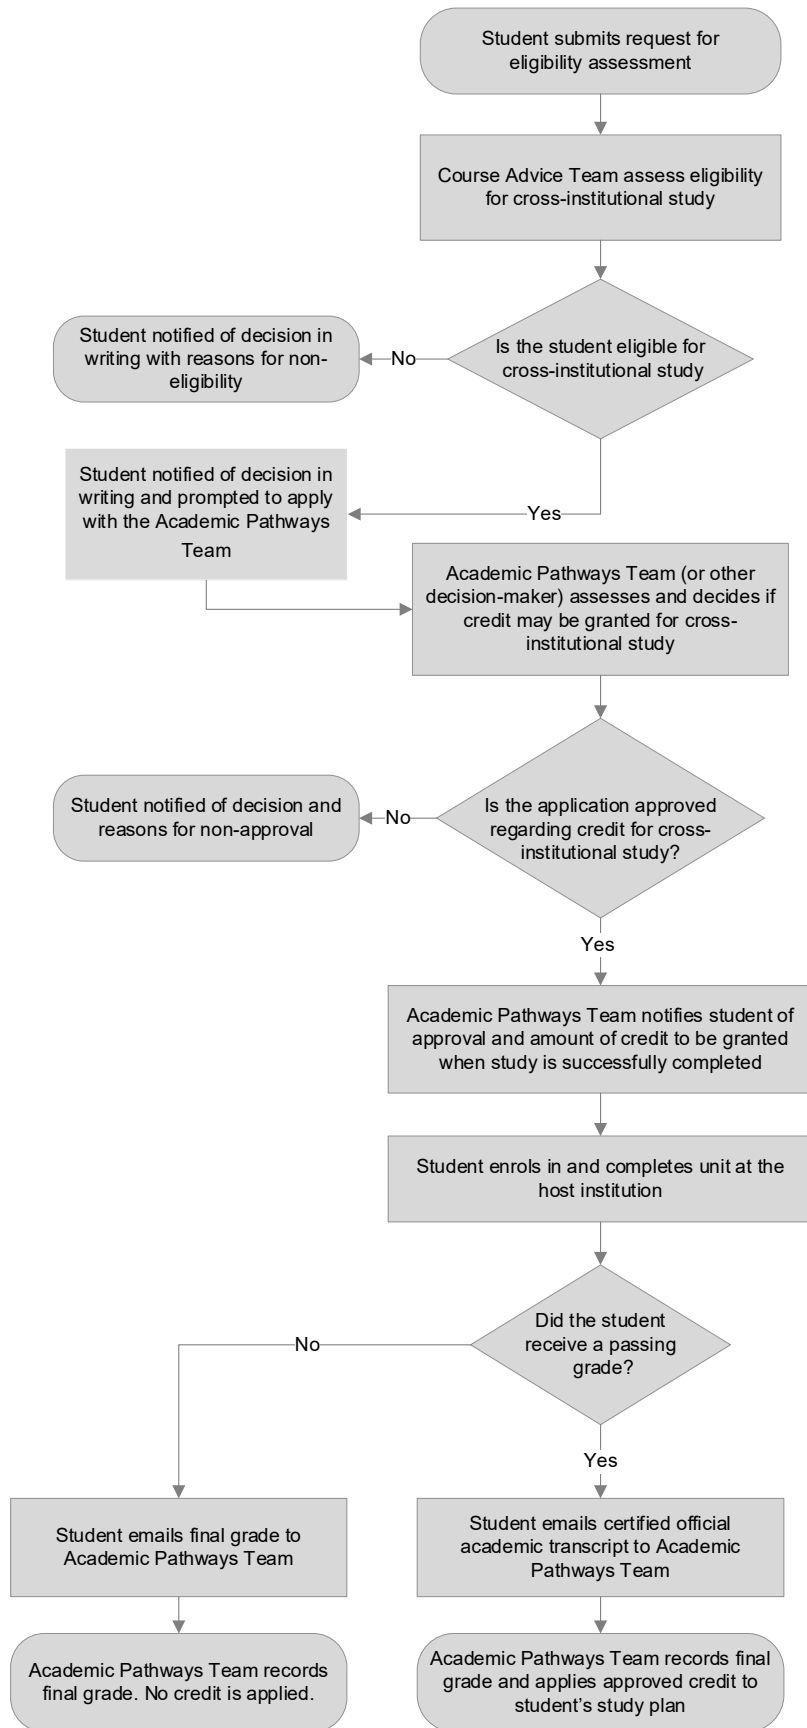 Student submits request for
eligibility assessment
Course Advice Team assess eligibility
for cross-institutional study
Is the student eligible for
cross-institutional study
No
Student notified of decision in
writing with reasons for non-
eligibility
Yes
Student notified of decision in
writing and prompted to apply
with the Academic Pathways
Team
Academic Pathways Team (or other
decision-maker) assesses and decides if
credit may be granted for cross-
institutional study
Is the application approved
regarding credit for cross-
institutional study?
No
Student notified of decision and
reasons for non-approval
Yes
Academic Pathways Team notifies student of
approval and amount of credit to be granted
when study is successfully completed
Student enrols in and completes unit at the
host institution
Did the student
receive a passing
grade?
No
Yes
Student emails final grade to
Academic Pathways Team
Student emails certified official
academic transcript to Academic
Pathways Team
Academic Pathways Team records
final grade. No credit is applied.
Academic Pathways Team records final
grade and applies approved credit to
student’s study plan